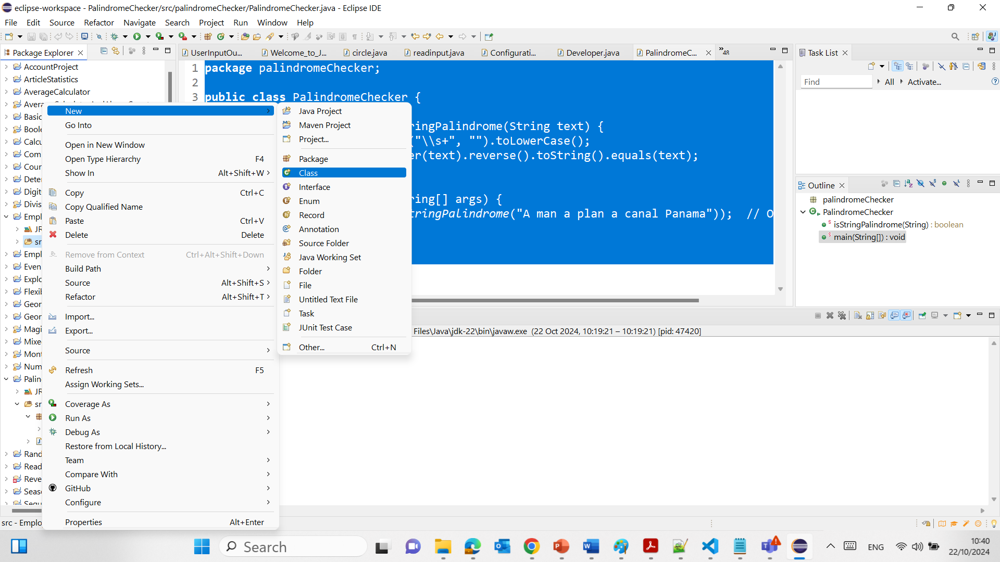 eclipse-workspace - PalindromeChecker/src/palindromeChecker/PalindromeChecker.java - Eclipse IDE
File Edit Source Refactor Navigate Search Project Run Window Help
Package Explorer
UserInputOu... Welcome_to_J... circle.java readinput.java Configurati... Developer.java PalindromeC... »48
Task List
AccountProject
ArticleStatistics
AverageCalculator
Basic
Coun
Dete
Digit
Divis
Empl
JR
sr
Empl
Even
Explo
Flexib
Geor
Geor
Magi
Mixe
Mont
Num
Palin
JR
sr
Rand
Read
Reve
Seas
New
Go Into
Open in New Window
Open Type Hierarchy F4
Show In Alt+Shift+W
Copy Ctrl+C
Copy Qualified Name
Paste Ctrl+V
Delete Delete
Remove from Context Ctrl+Alt+Shift+Down
Build Path
Source Alt+Shift+S
Refactor Alt+Shift+T
Import...
Export...
Source
Refresh F5
Assign Working Sets...
Coverage As
Run As
Debug As
Restore from Local History...
Team
Compare With
GitHub
Configure
Properties Alt+Enter
Java Project
Maven Project
Project...
Package
Class
Interface
Enum
Record
Annotation
Source Folder
Java Working Set
Folder
File
Untitled Text File
Task
JUnit Test Case
Other... Ctrl+N
1 package palindromeChecker;
2
3 public class PalindromeChecker {
ringPalindrome(String text) {
("\\s+", "").toLowerCase();
er(text).reverse().toString().equals(text);
ring[] args) {
tringPalindrome("A man a plan a canal Panama")); // O
Find All Activate...
Outline
palindromeChecker
PalindromeChecker
isStringPalindrome(String) : boolean
main(String[]) : void
Files\Java\jdk-22\bin\javaw.exe (22 Oct 2024, 10:19:21 – 10:19:21) [pid: 47420]
src - Emplo
Search
ENG
10:40
22/10/2024